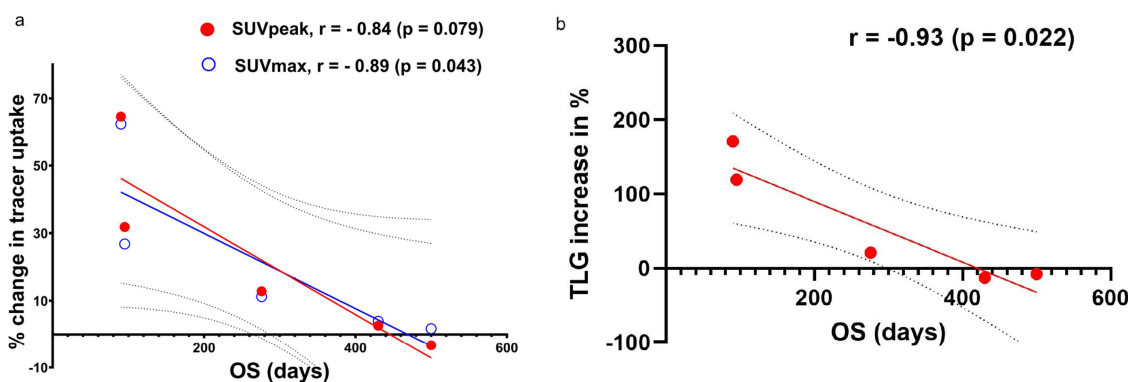 a
SUVpeak, r = - 0.84 (p = 0.079)
SUVmax, r = - 0.89 (p = 0.043)
% change in tracer uptake
70
50
30
10
-10
200
400
600
OS (days)
b
r = -0.93 (p = 0.022)
TLG increase in %
300
200
100
0
-100
200
400
600
OS (days)